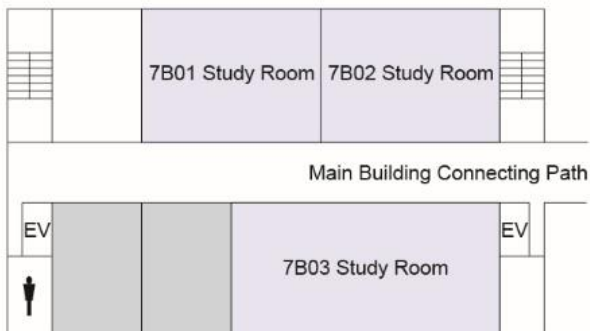 7B01 Study Room
7B02 Study Room
Main Building Connecting Path
EV
EV
7B03 Study Room